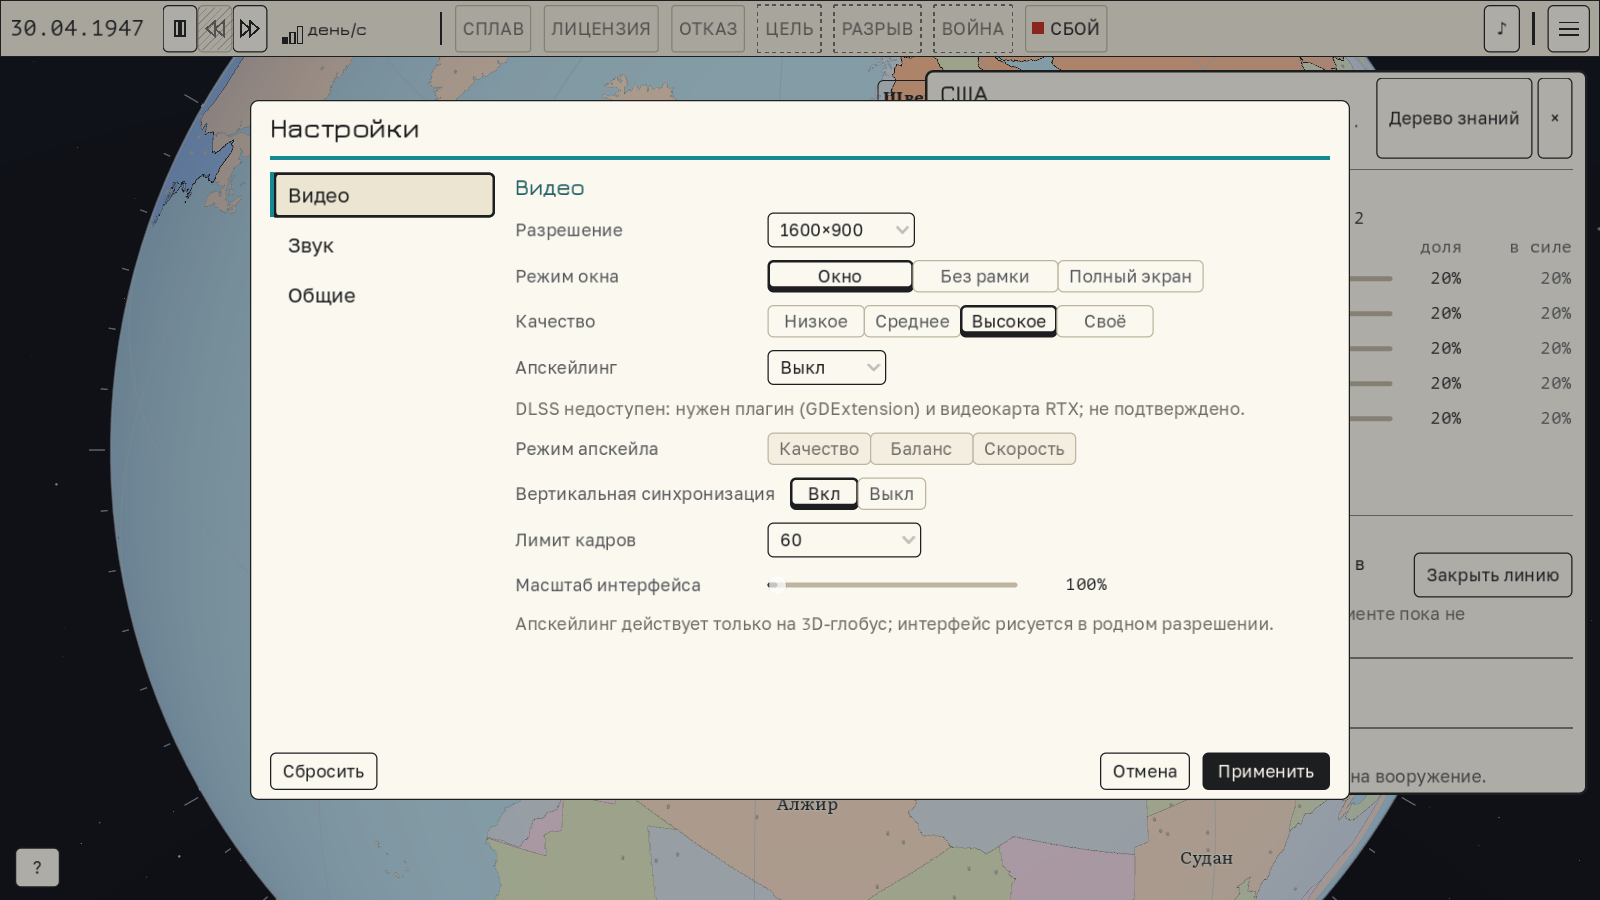 30.04.1947 день/с СПЛАВ ЛИЦЕНЗИЯ ОТКАЗ ЦЕЛЬ РАЗРЫВ ВОЙНА СБОЙ ♪
США
Дерево знаний ×
Настройки
Видео
Звук
Общие
Видео
Разрешение 1600×900
Режим окна Окно Без рамки Полный экран
Качество Низкое Среднее Высокое Своё
Апскейлинг Выкл
DLSS недоступен: нужен плагин (GDExtension) и видеокарта RTX; не подтверждено.
Режим апскейла Качество Баланс Скорость
Вертикальная синхронизация Вкл Выкл
Лимит кадров 60
Масштаб интерфейса 100%
Апскейлинг действует только на 3D-глобус; интерфейс рисуется в родном разрешении.
Сбросить Отмена Применить
2
доля в силе
20% 20%
20% 20%
20% 20%
20% 20%
20% 20%
в Закрыть линию
пока не
на вооружение.
Алжир
Судан
?